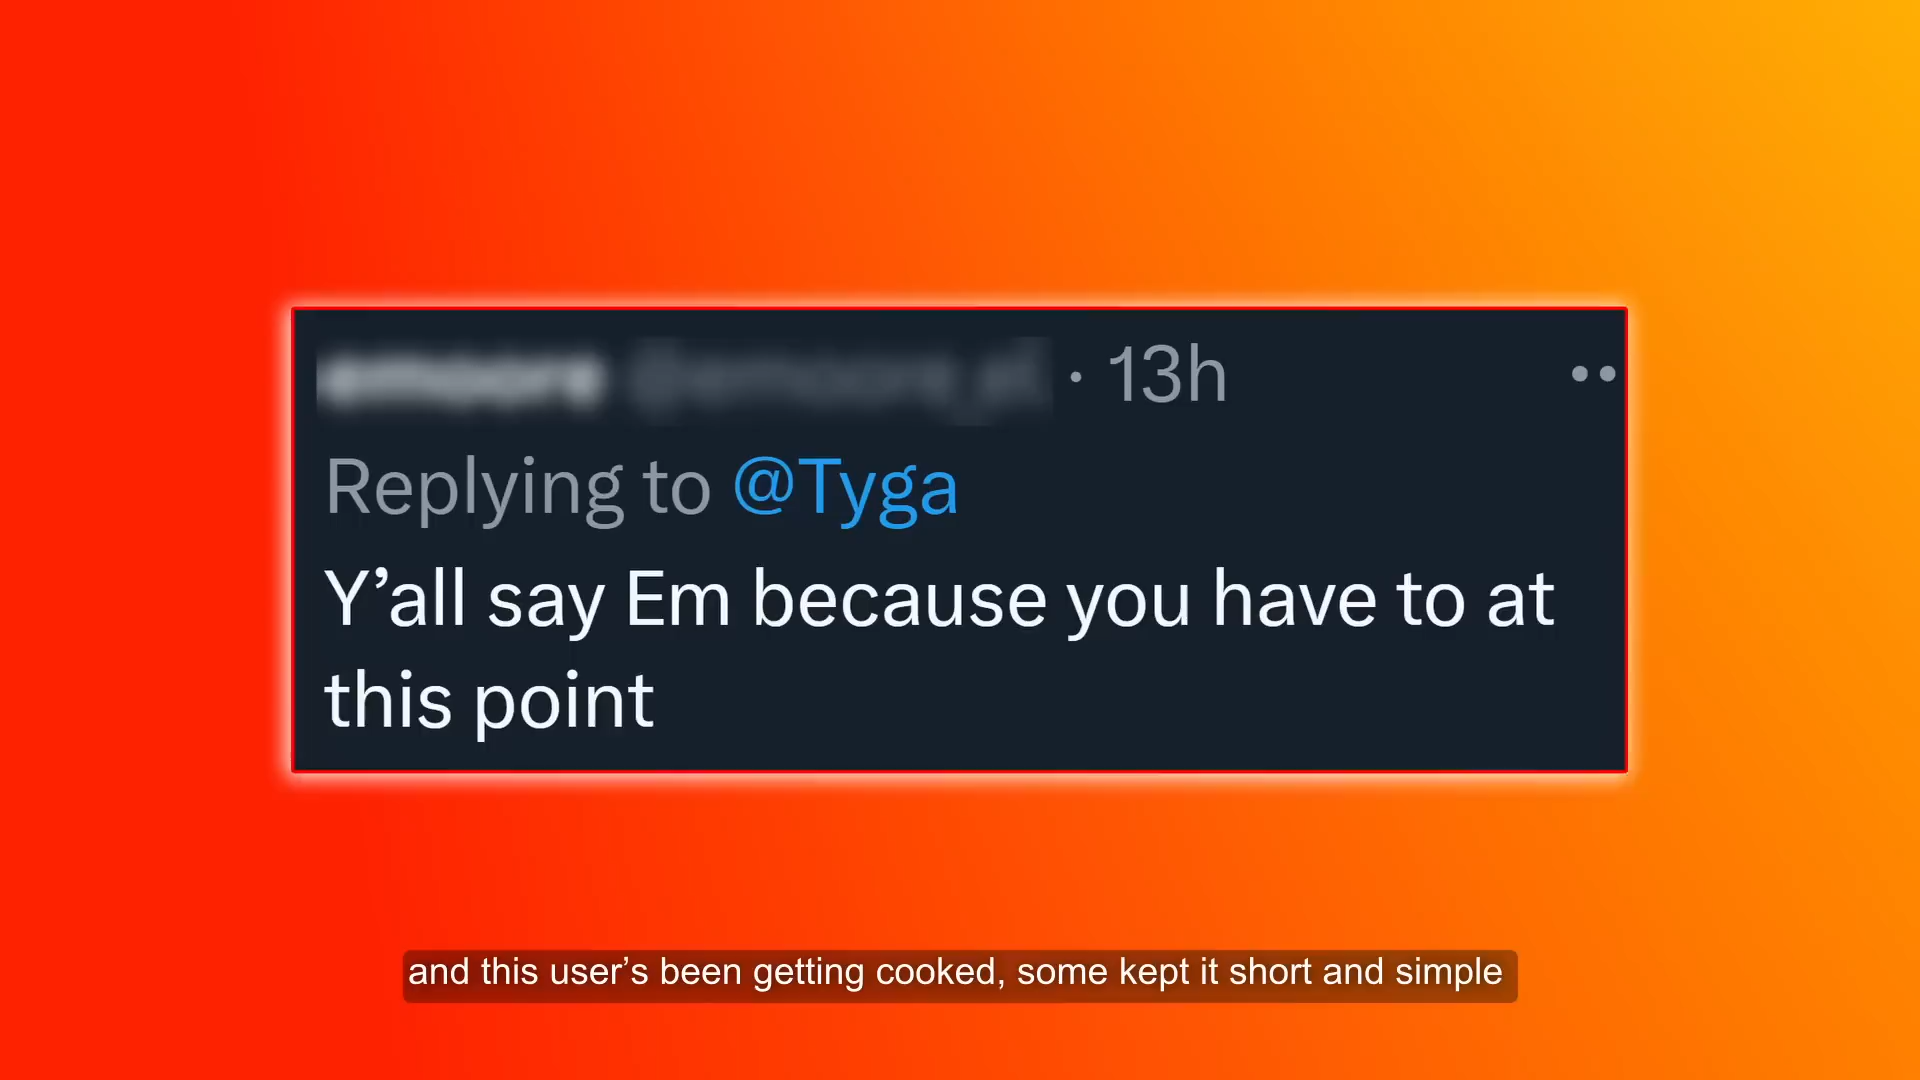 · 13h
Replying to @Tyga
Y’all say Em because you have to at
this point
and this user’s been getting cooked, some kept it short and simple